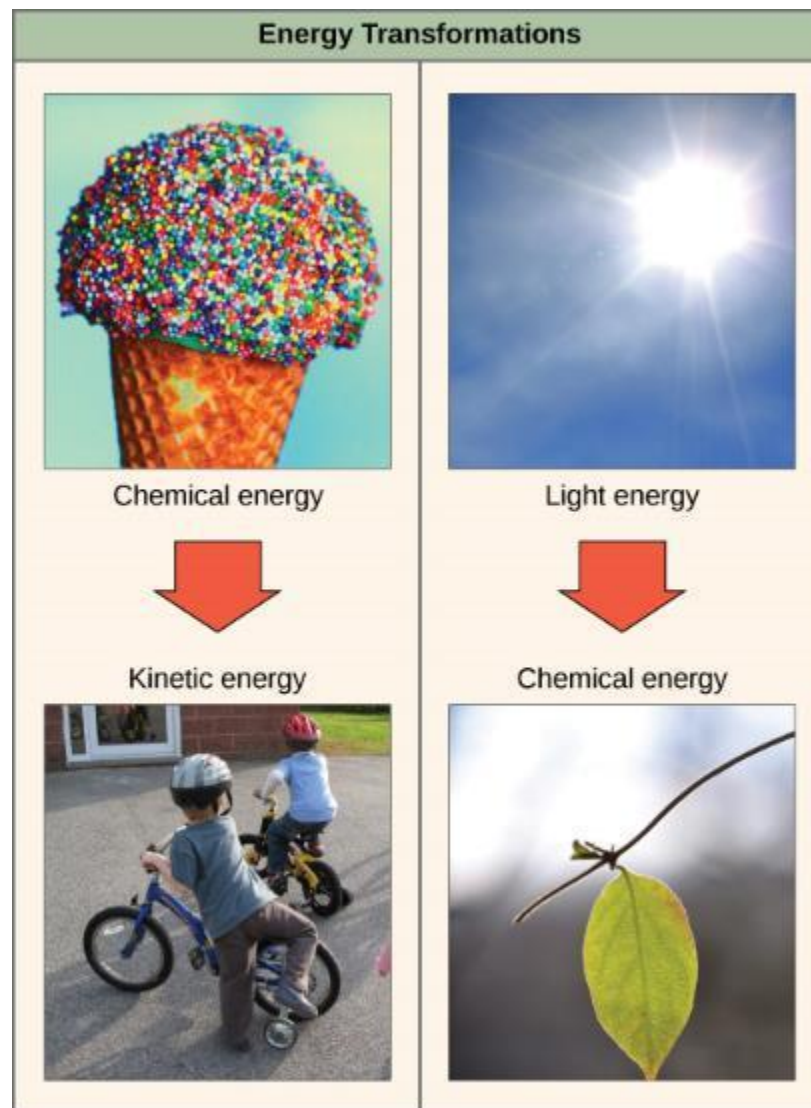 Energy Transformations
Chemical energy
Kinetic energy
Light energy
Chemical energy